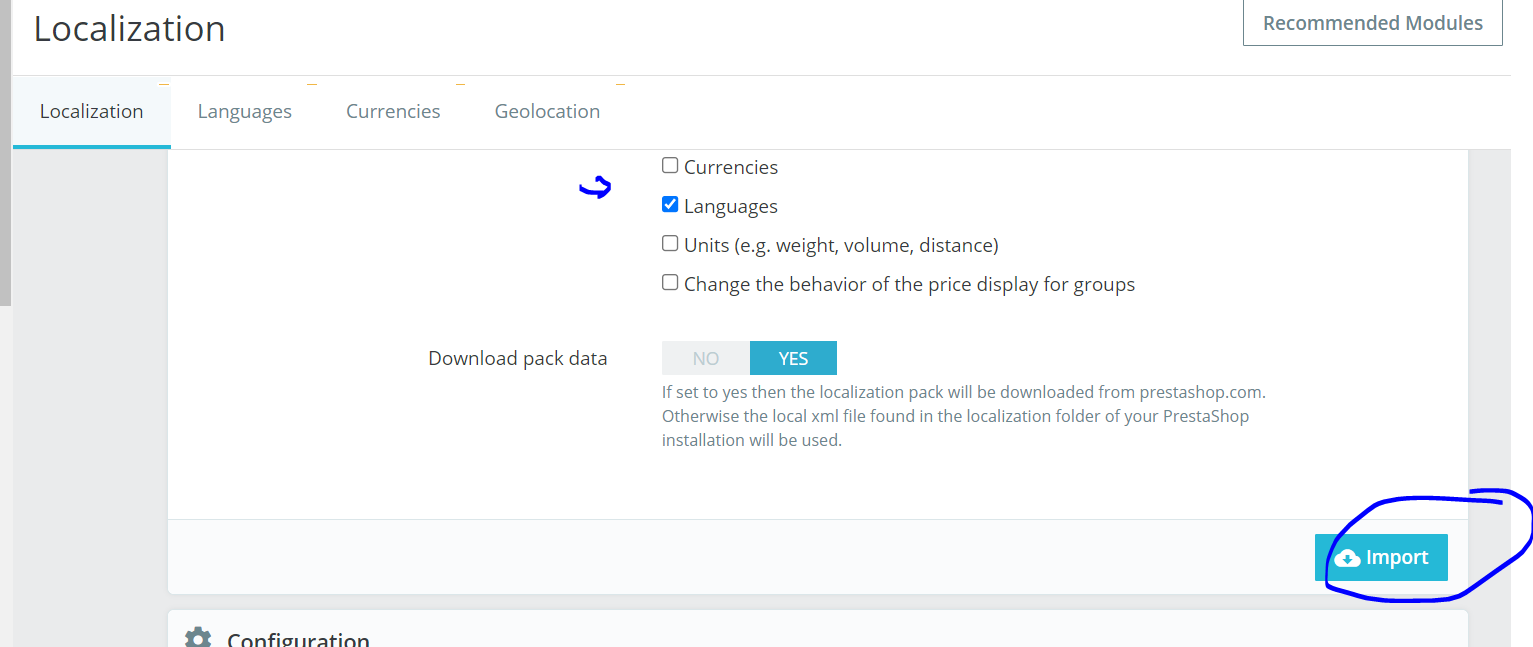 Localization
Recommended Modules
Localization
Languages
Currencies
Geolocation
Currencies
Languages
Units (e.g. weight, volume, distance)
Change the behavior of the price display for groups
Download pack data
NO
YES
If set to yes then the localization pack will be downloaded from prestashop.com.
Otherwise the local xml file found in the localization folder of your PrestaShop
installation will be used.
Import
Configuration